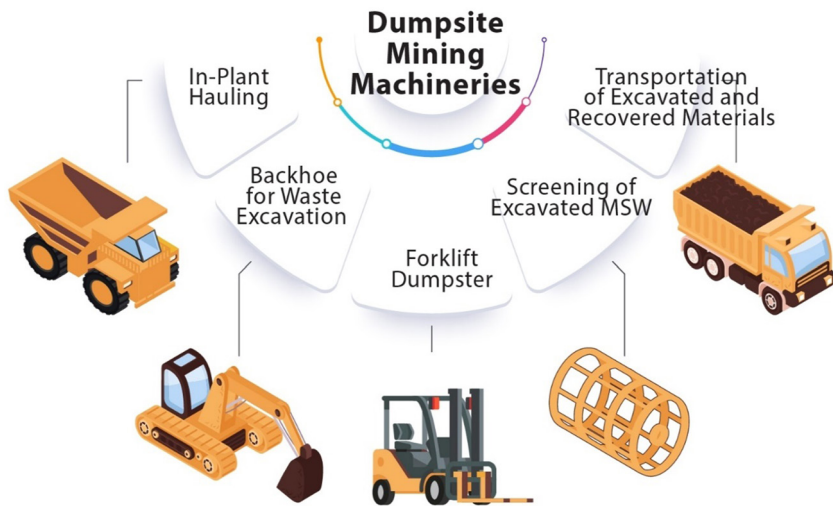 Dumpsite
Mining
Machineries
In-Plant
Hauling
Backhoe
for Waste
Excavation
Forklift
Dumpster
Screening of
Excavated MSW
Transportation
of Excavated and
Recovered Materials